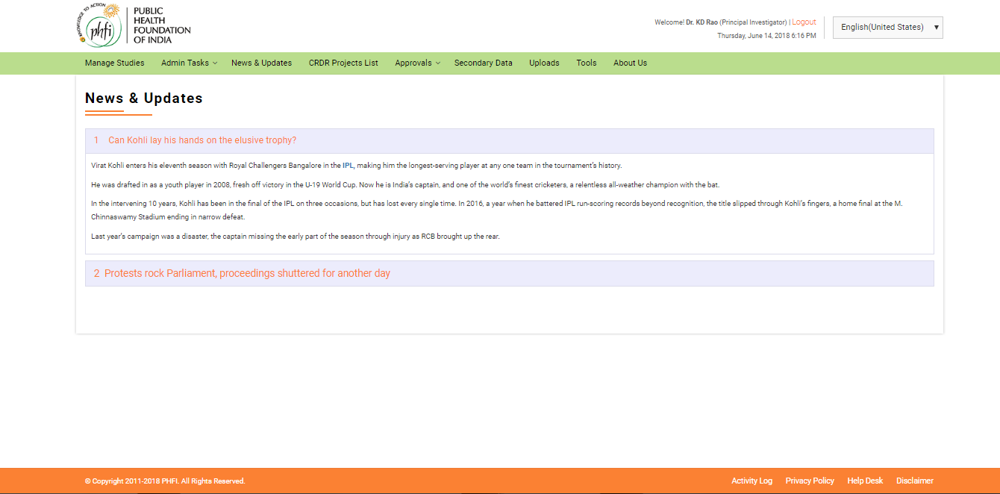 KNOWLEDGE TO ACTION
phfi
PUBLIC
HEALTH
FOUNDATION
OF INDIA
Welcome! Dr. KD Rao (Principal Investigator) | Logout
Thursday, June 14, 2018 6:16 PM
English(United States)
Manage Studies Admin Tasks News & Updates CRDR Projects List Approvals Secondary Data Uploads Tools About Us
News & Updates
1 Can Kohli lay his hands on the elusive trophy?
Virat Kohli enters his eleventh season with Royal Challengers Bangalore in the IPL, making him the longest-serving player at any one team in the tournament's history.
He was drafted in as a youth player in 2008, fresh off victory in the U-19 World Cup. Now he is India's captain, and one of the world's finest cricketers, a relentless all-weather champion with the bat.
In the intervening 10 years, Kohli has been in the final of the IPL on three occasions, but has lost every single time. In 2016, a year when he battered IPL run-scoring records beyond recognition, the title slipped through Kohli's fingers, a home final at the M.
Chinnaswamy Stadium ending in narrow defeat.
Last year's campaign was a disaster, the captain missing the early part of the season through injury as RCB brought up the rear.
2 Protests rock Parliament, proceedings shuttered for another day
© Copyright 2011-2018 PHFI. All Rights Reserved.
Activity Log Privacy Policy Help Desk Disclaimer